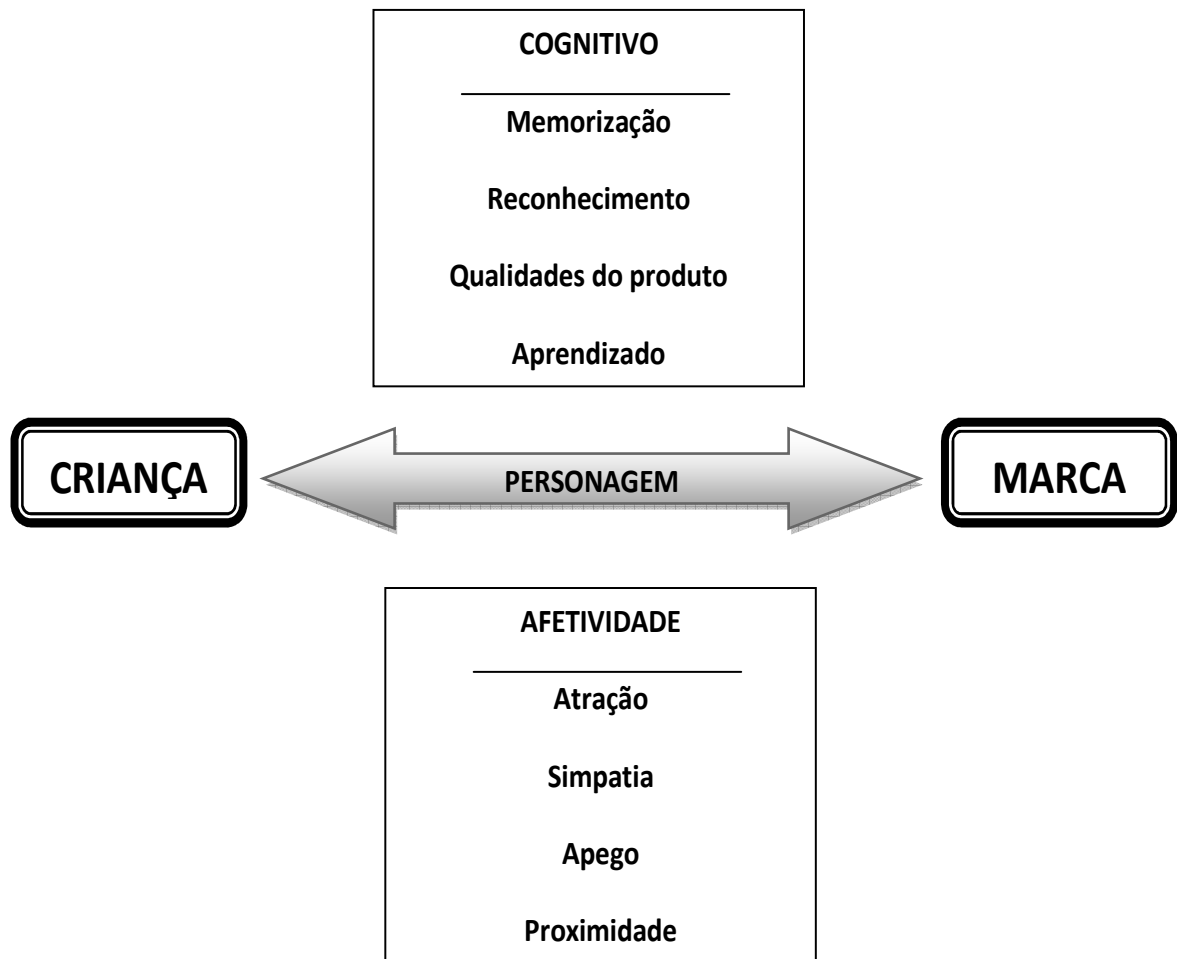 COGNITIVO
Memorização
Reconhecimento
Qualidades do produto
Aprendizado
CRIANÇA
PERSONAGEM
MARCA
AFETIVIDADE
Atração
Simpatia
Apego
Proximidade